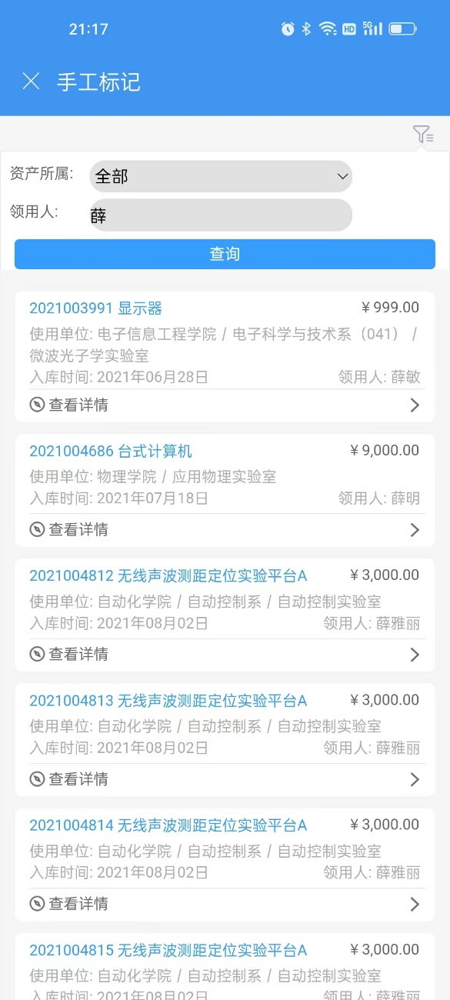 21:17
HD 5G
手工标记
资产所属: 全部
领用人: 薛
查询
2021003991 显示器 ¥999.00
使用单位: 电子信息工程学院 / 电子科学与技术系（041） /
微波光子学实验室
入库时间: 2021年06月28日 领用人: 薛敏
查看详情
2021004686 台式计算机 ¥9,000.00
使用单位: 物理学院 / 应用物理实验室
入库时间: 2021年07月18日 领用人: 薛明
查看详情
2021004812 无线声波测距定位实验平台A ¥3,000.00
使用单位: 自动化学院 / 自动控制系 / 自动控制实验室
入库时间: 2021年08月02日 领用人: 薛雅丽
查看详情
2021004813 无线声波测距定位实验平台A ¥3,000.00
使用单位: 自动化学院 / 自动控制系 / 自动控制实验室
入库时间: 2021年08月02日 领用人: 薛雅丽
查看详情
2021004814 无线声波测距定位实验平台A ¥3,000.00
使用单位: 自动化学院 / 自动控制系 / 自动控制实验室
入库时间: 2021年08月02日 领用人: 薛雅丽
查看详情
2021004815 无线声波测距定位实验平台A ¥3,000.00
使用单位: 自动化学院 / 自动控制系 / 自动控制实验室
入库时间: 2021年08月02日 领用人: 薛雅丽